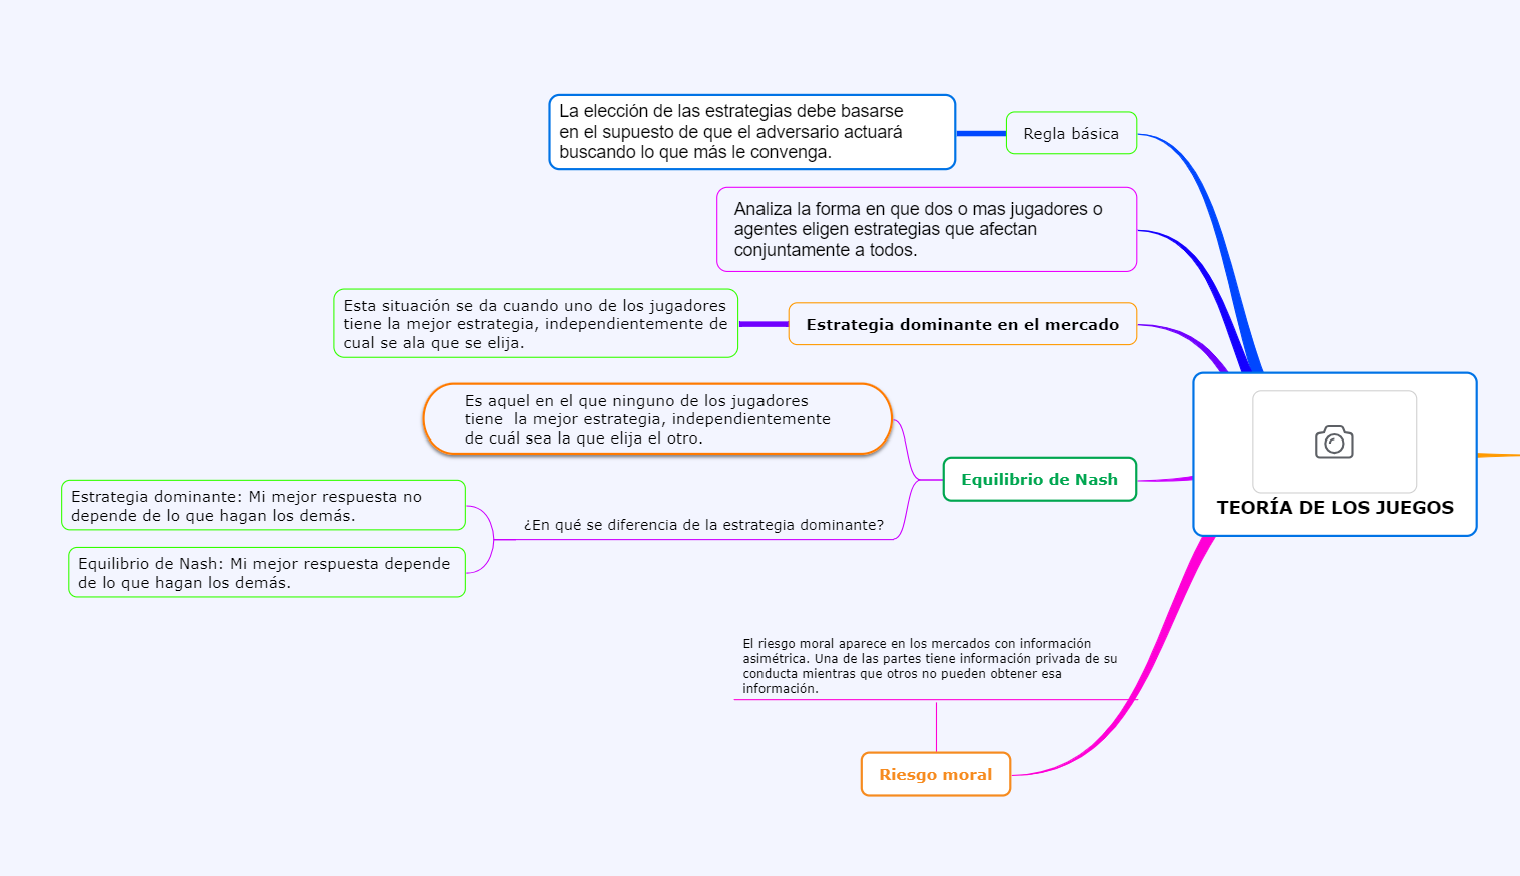 La elección de las estrategias debe basarse
en el supuesto de que el adversario actuará
buscando lo que más le convenga.
Regla básica
Analiza la forma en que dos o mas jugadores o
agentes eligen estrategias que afectan
conjuntamente a todos.
Esta situación se da cuando uno de los jugadores
tiene la mejor estrategia, independientemente de
cual se ala que se elija.
Estrategia dominante en el mercado
Es aquel en el que ninguno de los jugadores
tiene  la mejor estrategia, independientemente
de cuál sea la que elija el otro.
Equilibrio de Nash
Estrategia dominante: Mi mejor respuesta no
depende de lo que hagan los demás.
¿En qué se diferencia de la estrategia dominante?
Equilibrio de Nash: Mi mejor respuesta depende
de lo que hagan los demás.
TEORÍA DE LOS JUEGOS
El riesgo moral aparece en los mercados con información
asimétrica. Una de las partes tiene información privada de su
conducta mientras que otros no pueden obtener esa
información.
Riesgo moral